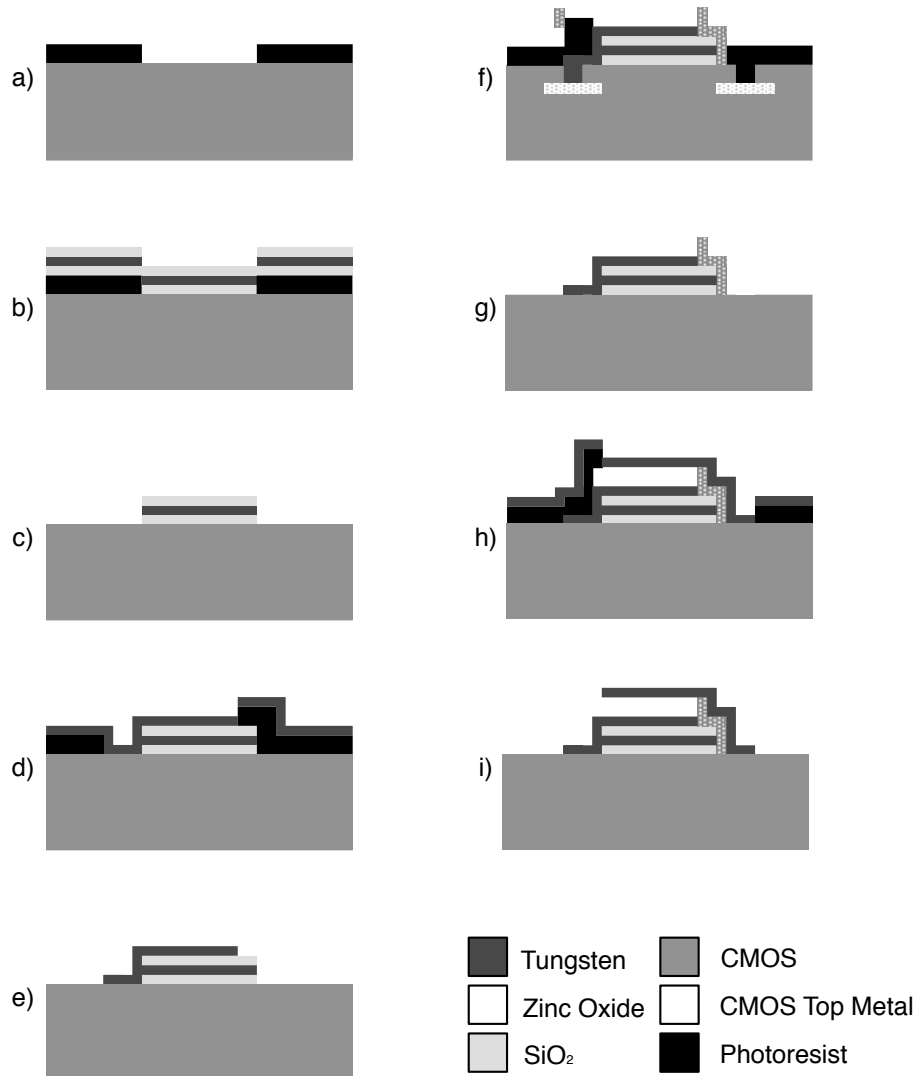 a)
b)
c)
d)
e)
f)
g)
h)
i)
Tungsten
Zinc Oxide
SiO₂
CMOS
CMOS Top Metal
Photoresist